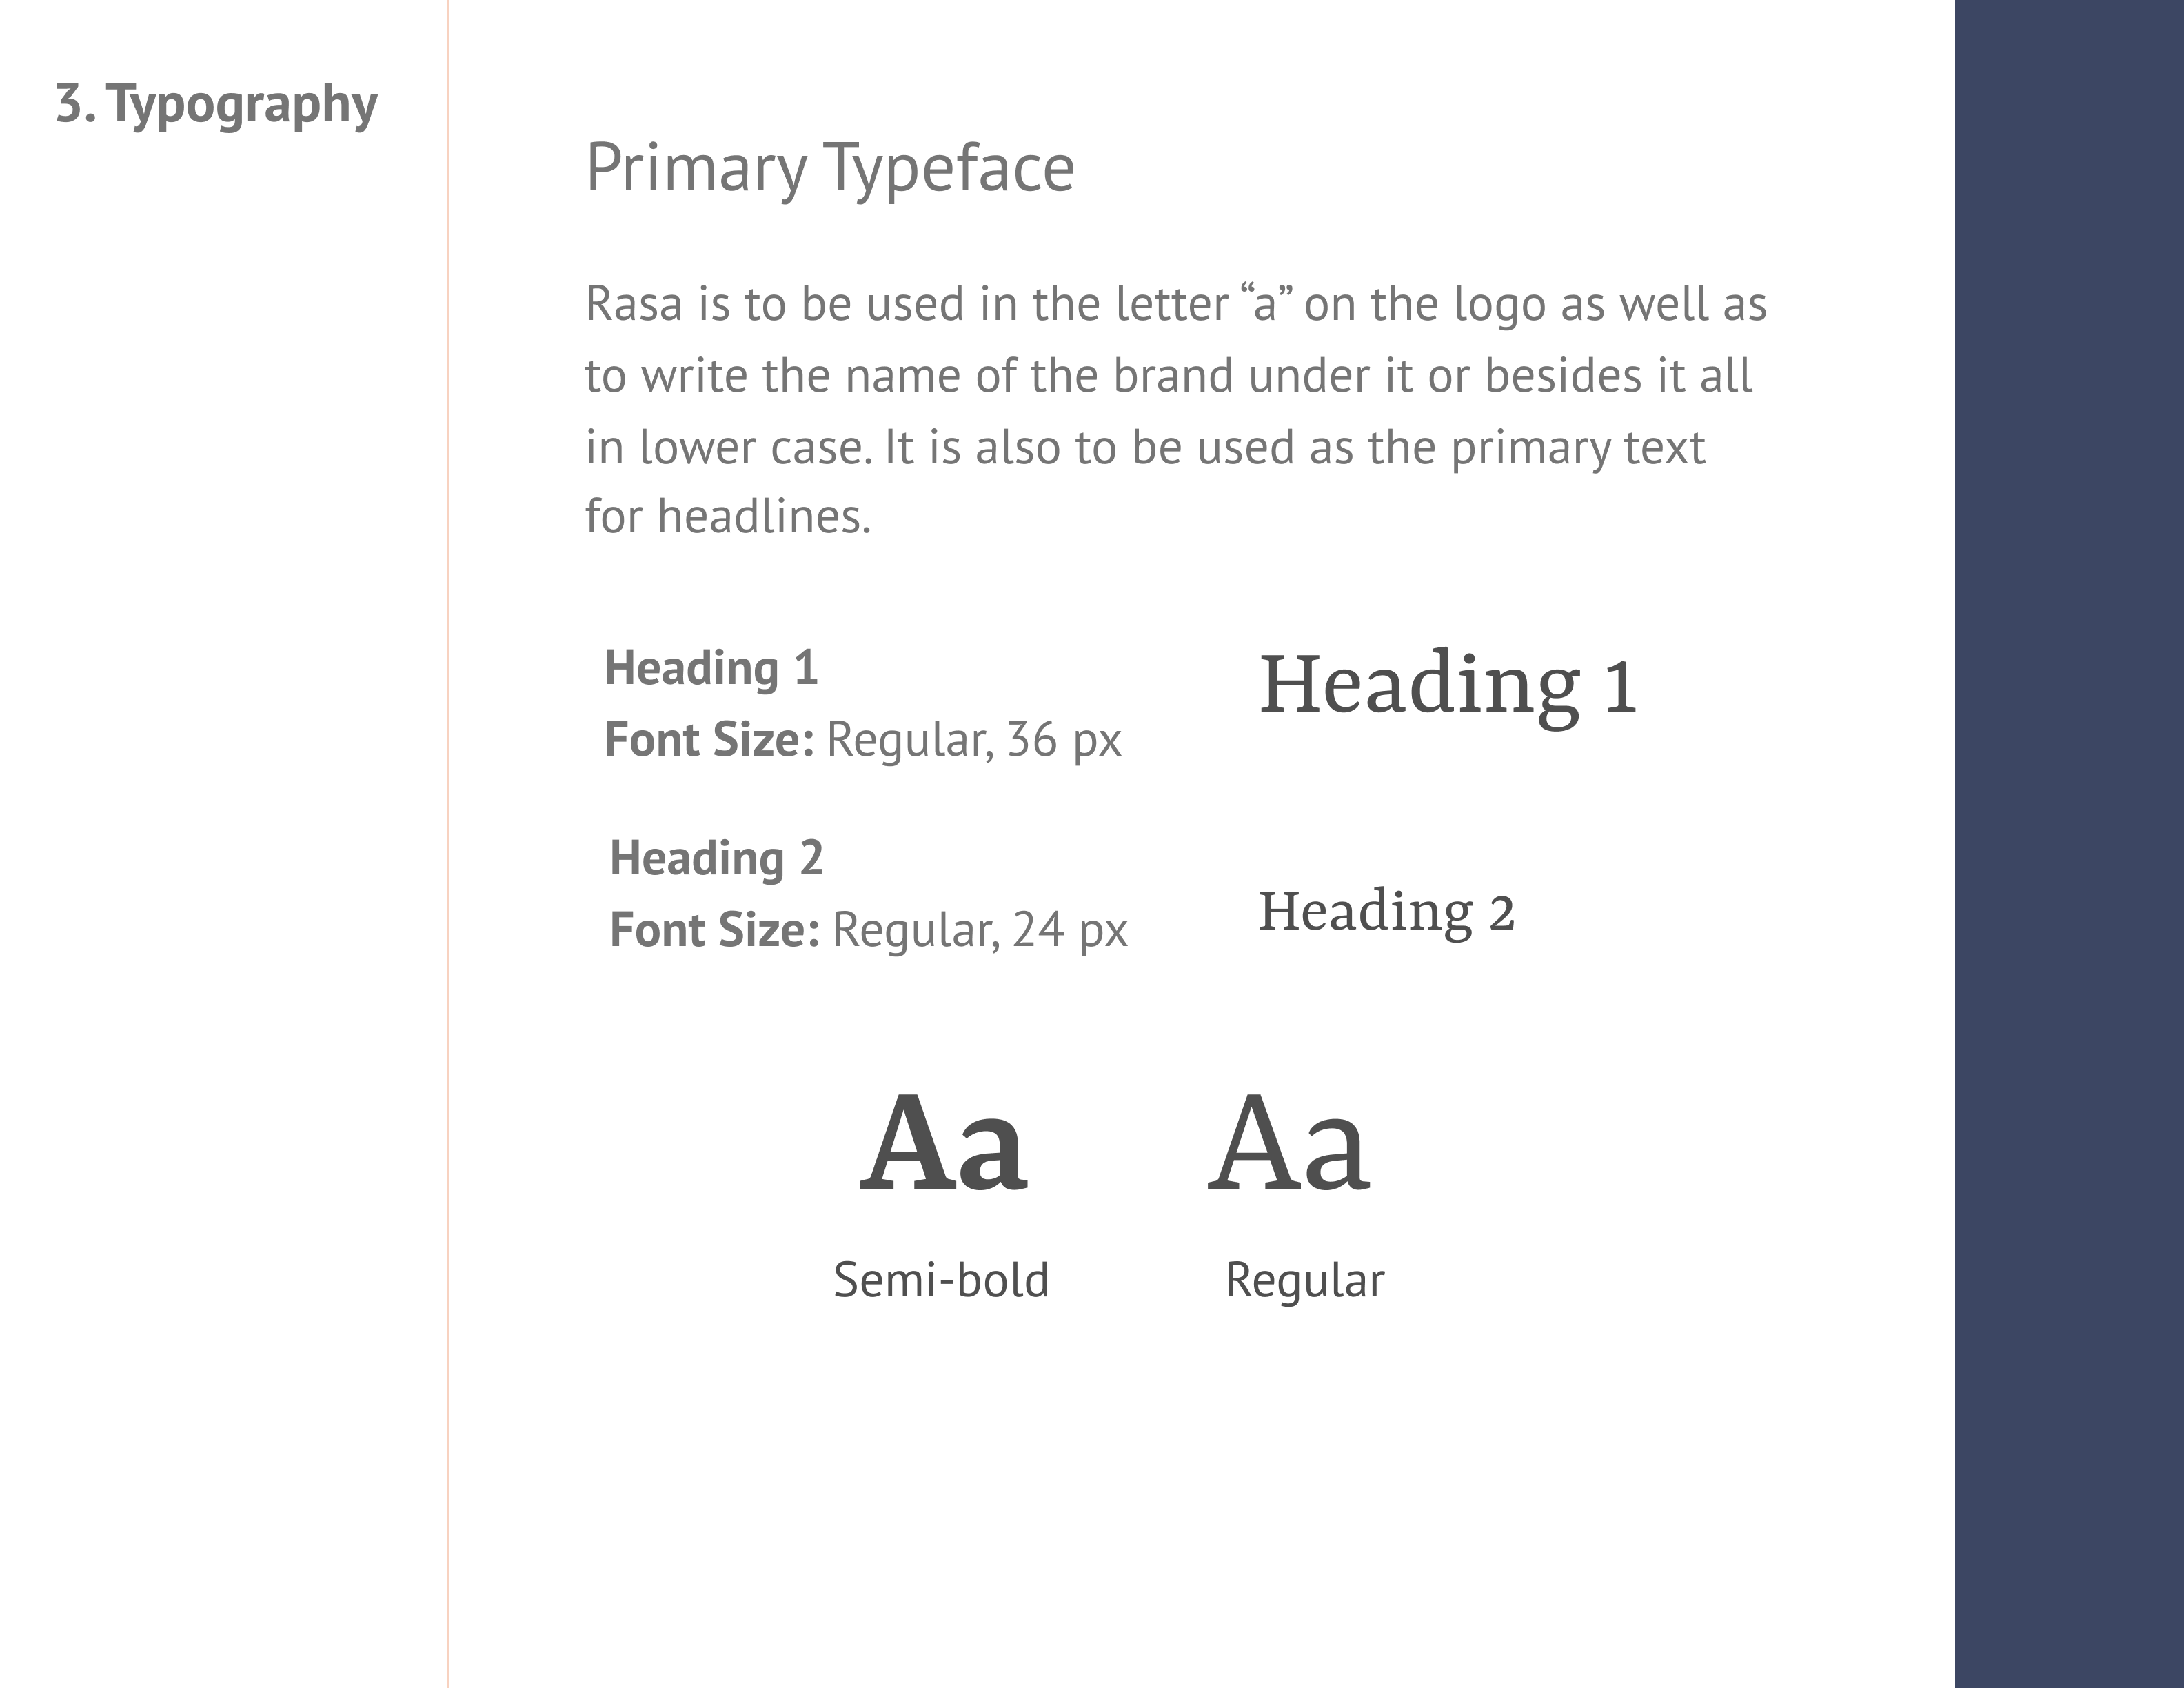 3. Typography
Primary Typeface
Rasa is to be used in the letter “a” on the logo as well as
to write the name of the brand under it or besides it all
in lower case. It is also to be used as the primary text
for headlines.
Heading 1
Font Size: Regular, 36 px
Heading 1
Heading 2
Font Size: Regular, 24 px
Heading 2
Aa
Aa
Semi-bold
Regular